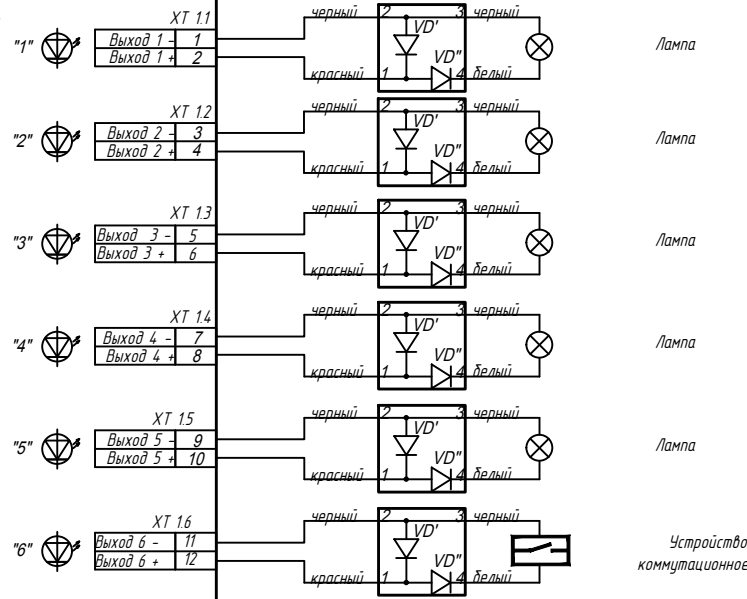 XT 1.1
черный 2 3 черный
"1" Выход 1 - 1 VD' Лампа
Выход 1 + 2 VD"
красный 1 4 белый
XT 1.2
черный 2 3 черный
"2" Выход 2 - 3 VD' Лампа
Выход 2 + 4 VD"
красный 1 4 белый
XT 1.3
черный 2 3 черный
"3" Выход 3 - 5 VD' Лампа
Выход 3 + 6 VD"
красный 1 4 белый
XT 1.4
черный 2 3 черный
"4" Выход 4 - 7 VD' Лампа
Выход 4 + 8 VD"
красный 1 4 белый
XT 1.5
черный 2 3 черный
"5" Выход 5 - 9 VD' Лампа
Выход 5 + 10 VD"
красный 1 4 белый
XT 1.6
черный 2 3 черный
"6" Выход 6 - 11 VD' Устройство
Выход 6 + 12 VD" коммутационное
красный 1 4 белый